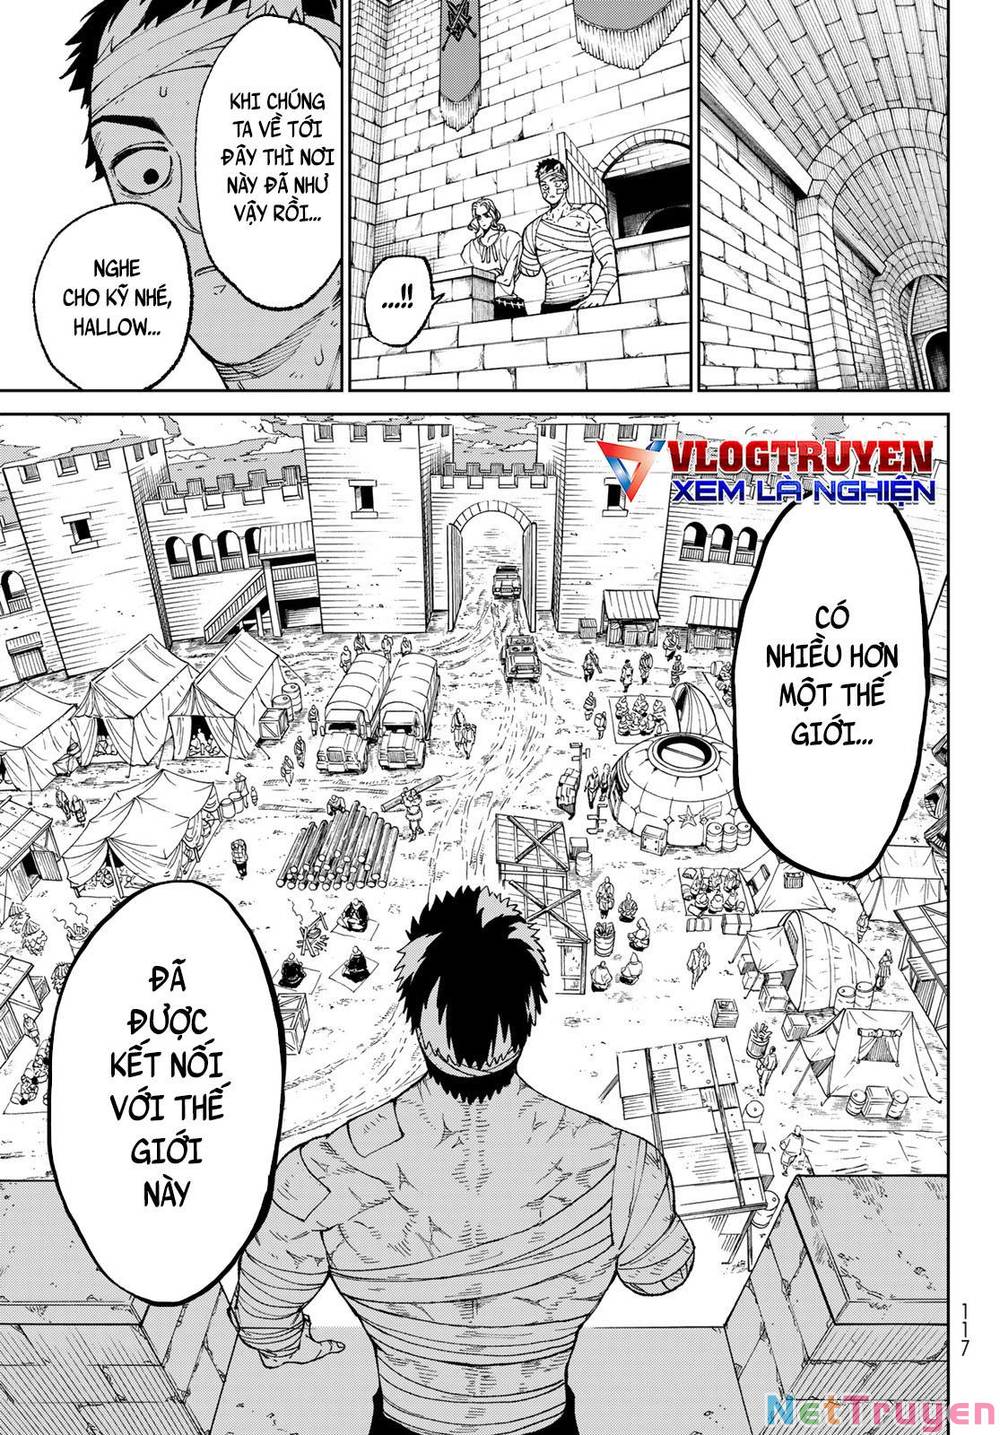 ...!!
KHI CHÚNG
TA VỀ TỚI
ĐÂY THÌ NƠI
NÀY ĐÃ NHƯ
VẬY RỒI...
NGHE
CHO KỸ NHÉ,
HALLOW...
VLOGTRUYEN
XEM LÀ NGHIỆN
CÓ
NHIỀU HƠN
MỘT THẾ
GIỚI...
ĐÃ
ĐƯỢC
KẾT NỐI
VỚI THẾ
GIỚI
NÀY
117
NetTruyen